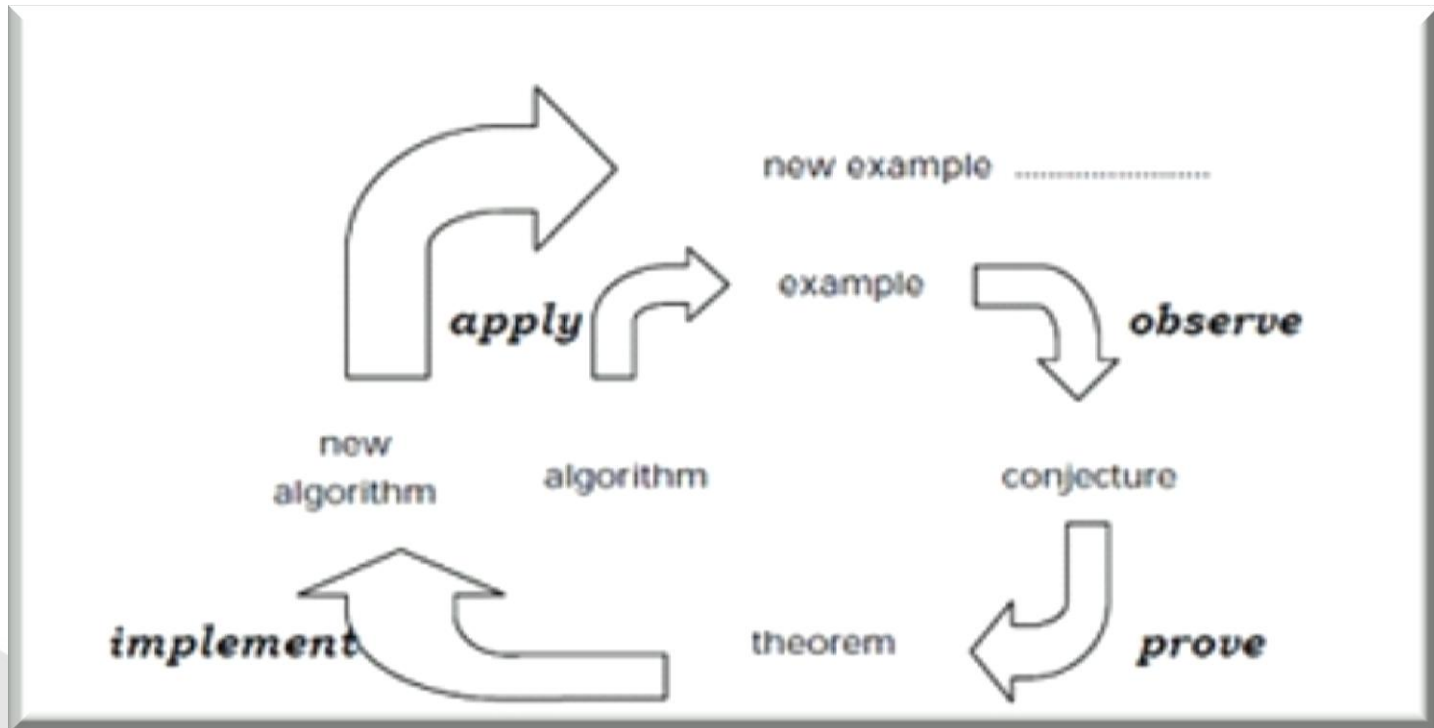 new example ........................
example
apply
observe
new
algorithm
algorithm
conjecture
implement
theorem
prove